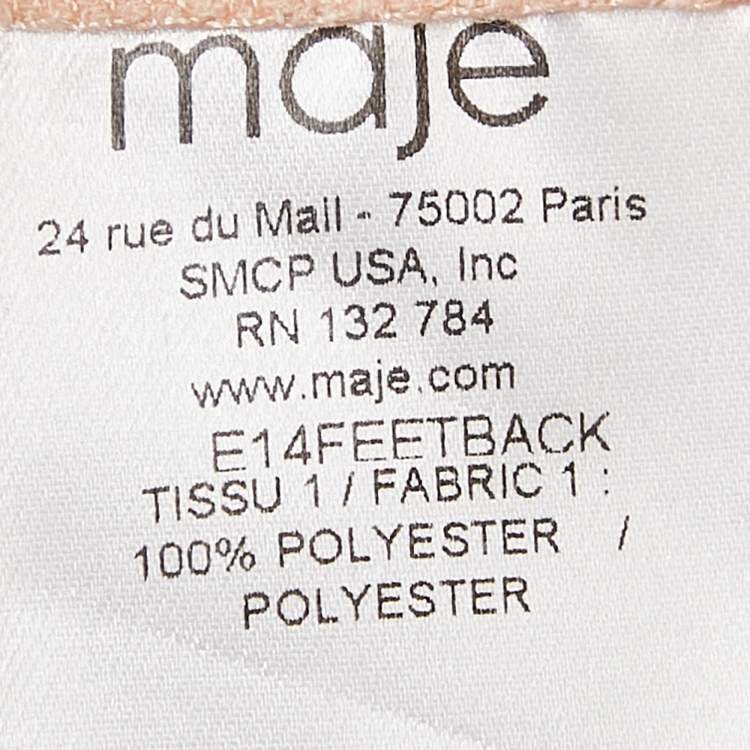 maje
24 rue du Mail - 75002 Paris
SMCP USA, Inc
RN 132 784
www.maje.com
E14FEETBACK
TISSU 1 / FABRIC 1 :
100% POLYESTER /
POLYESTER